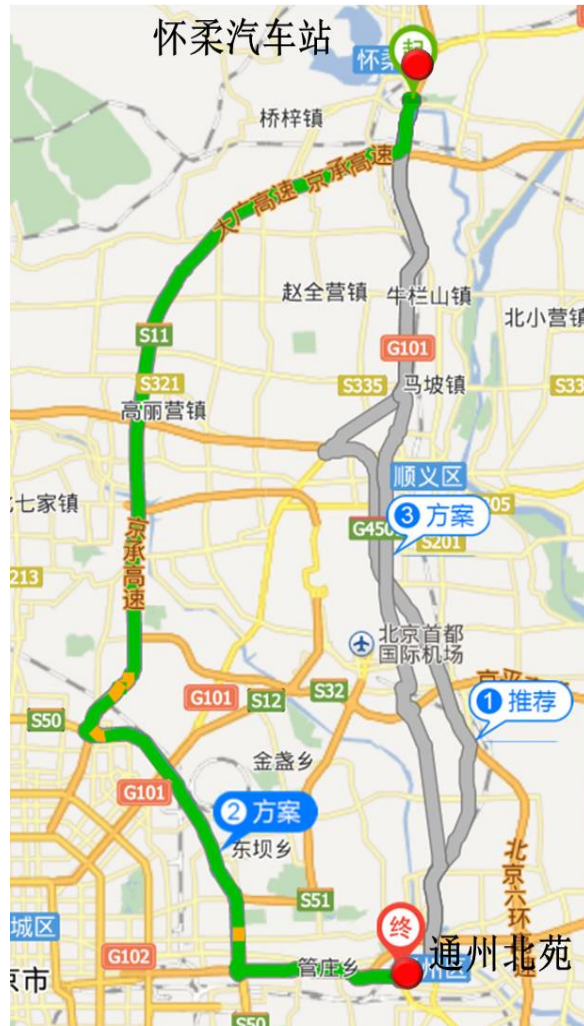 怀柔汽车站
怀柔
起
桥梓镇
大广高速 京承高速
赵全营镇
牛栏山镇
北小营镇
S11
G101
S321
S335
马坡镇
S33
高丽营镇
顺义区
七家镇
3 方案
G450
S201
京承高速
213
北京首都
国际机场
1 推荐
G101
S12
S32
S50
金盏乡
G101
2 方案
东坝乡
北京六环
S51
城区
终
通州北苑
G102
管庄乡
京市
S50